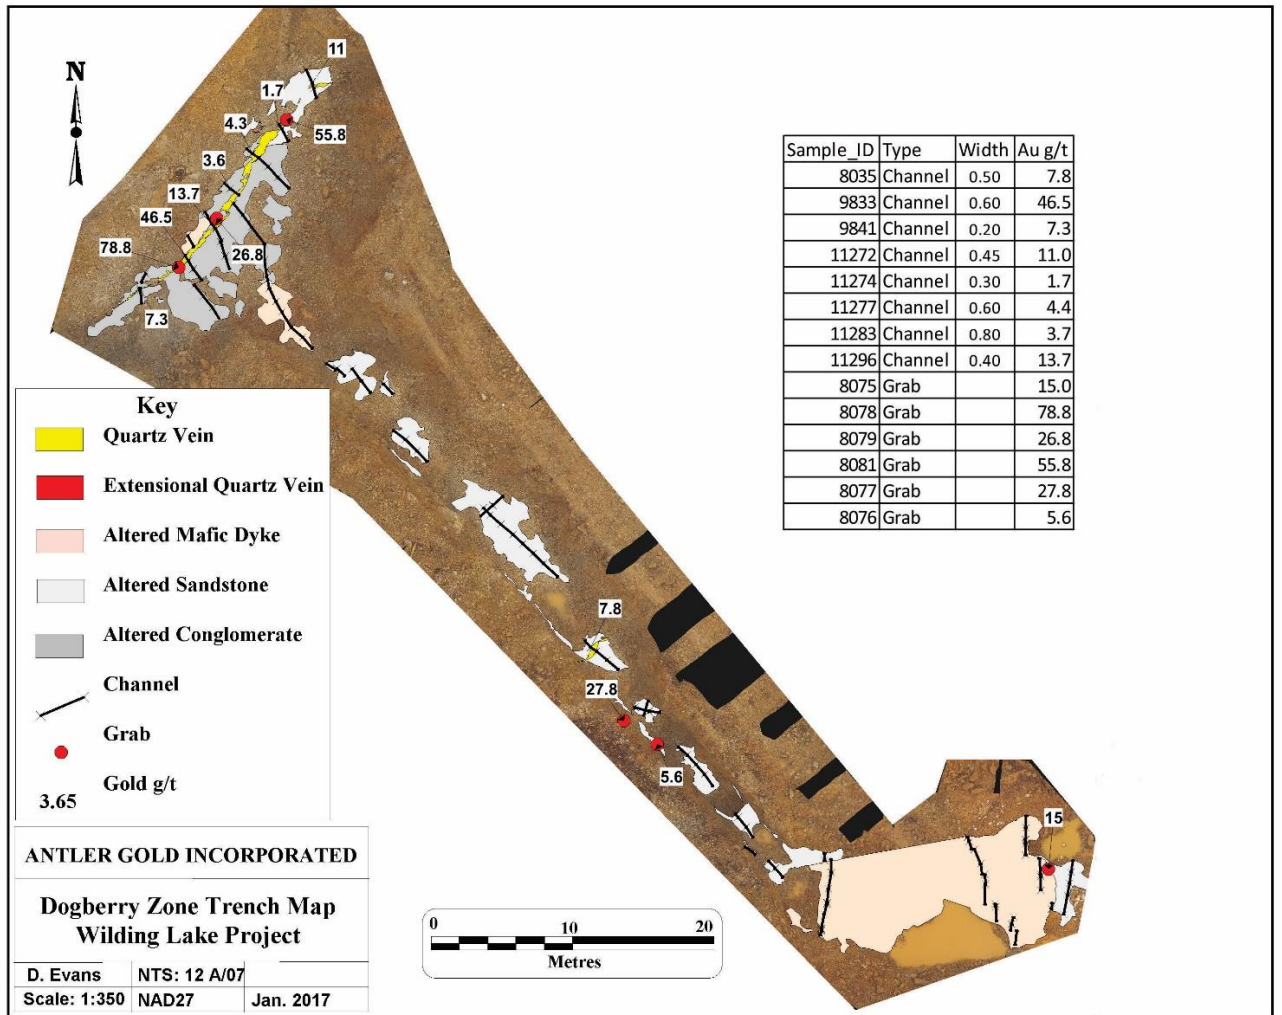 11
N
1.7
4.3
55.8
3.6
13.7
46.5
78.8
26.8
7.3
Sample_ID Type Width Au g/t
8035 Channel 0.50 7.8
9833 Channel 0.60 46.5
9841 Channel 0.20 7.3
11272 Channel 0.45 11.0
11274 Channel 0.30 1.7
11277 Channel 0.60 4.4
11283 Channel 0.80 3.7
11296 Channel 0.40 13.7
8075 Grab 15.0
8078 Grab 78.8
8079 Grab 26.8
8081 Grab 55.8
8077 Grab 27.8
8076 Grab 5.6
Key
Quartz Vein
Extensional Quartz Vein
Altered Mafic Dyke
Altered Sandstone
Altered Conglomerate
Channel
Grab
Gold g/t
3.65
7.8
27.8
5.6
15
ANTLER GOLD INCORPORATED
Dogberry Zone Trench Map
Wilding Lake Project
D. Evans NTS: 12 A/07
Scale: 1:350 NAD27 Jan. 2017
0 10 20
Metres